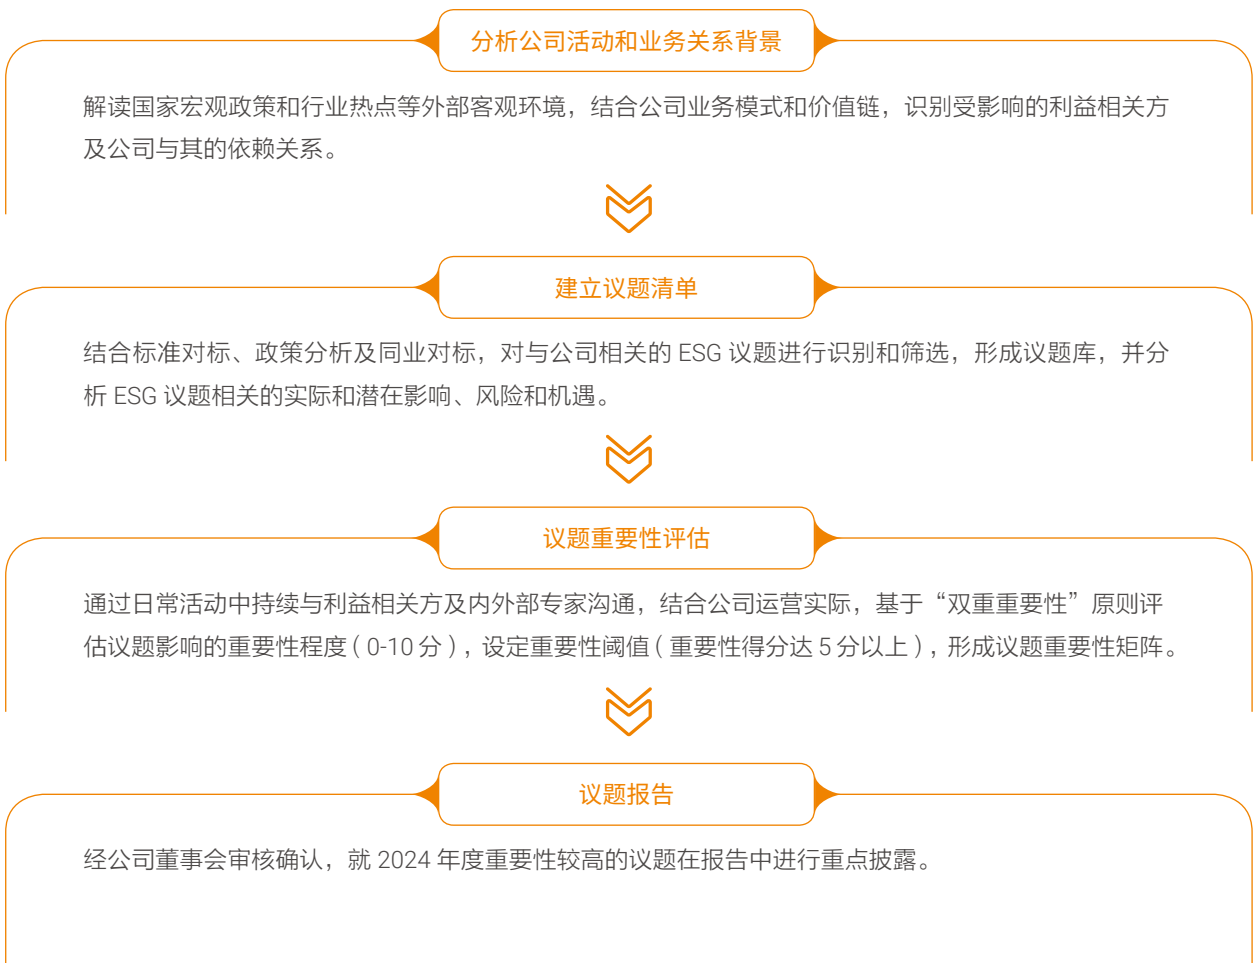 分析公司活动和业务关系背景
解读国家宏观政策和行业热点等外部客观环境，结合公司业务模式和价值链，识别受影响的利益相关方
及公司与其的依赖关系。
建立议题清单
结合标准对标、政策分析及同业对标，对与公司相关的 ESG 议题进行识别和筛选，形成议题库，并分
析 ESG 议题相关的实际和潜在影响、风险和机遇。
议题重要性评估
通过日常活动中持续与利益相关方及内外部专家沟通，结合公司运营实际，基于“双重重要性”原则评
估议题影响的重要性程度（0-10 分），设定重要性阈值（重要性得分达 5 分以上），形成议题重要性矩阵。
议题报告
经公司董事会审核确认，就 2024 年度重要性较高的议题在报告中进行重点披露。